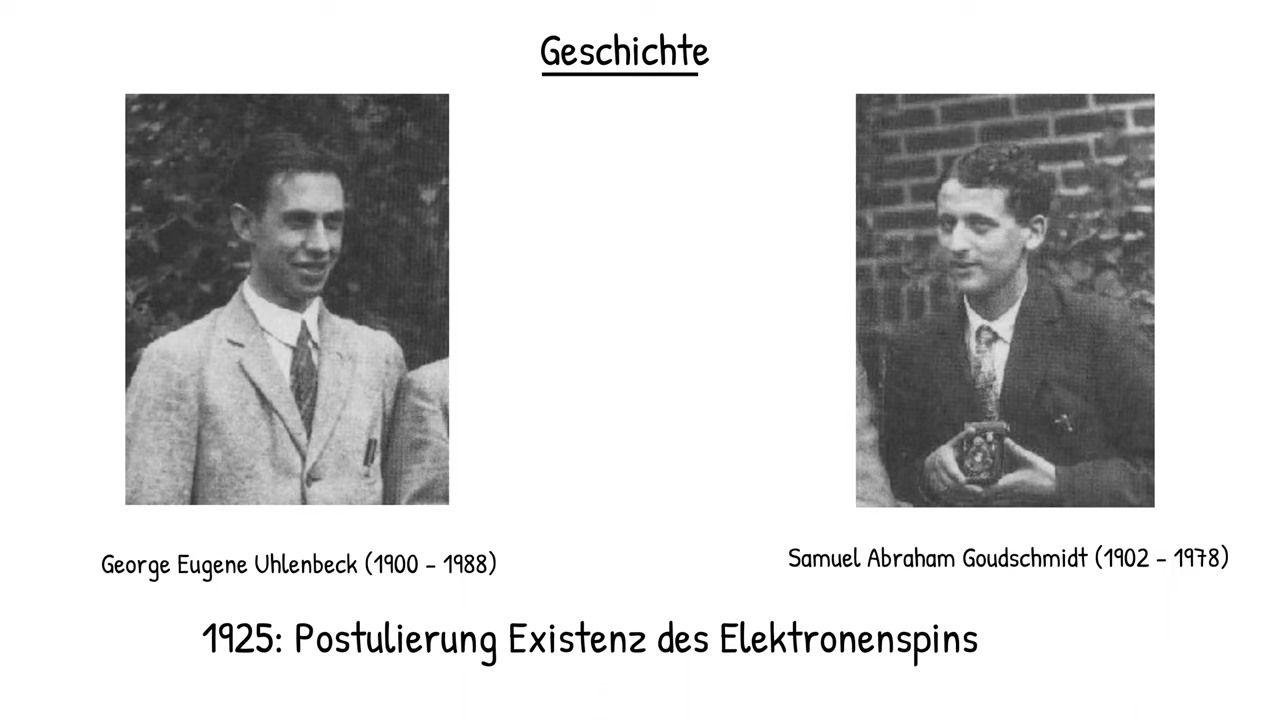 Geschichte
George Eugene Uhlenbeck (1900 - 1988)
Samuel Abraham Goudschmidt (1902 - 1978)
1925: Postulierung Existenz des Elektronenspins